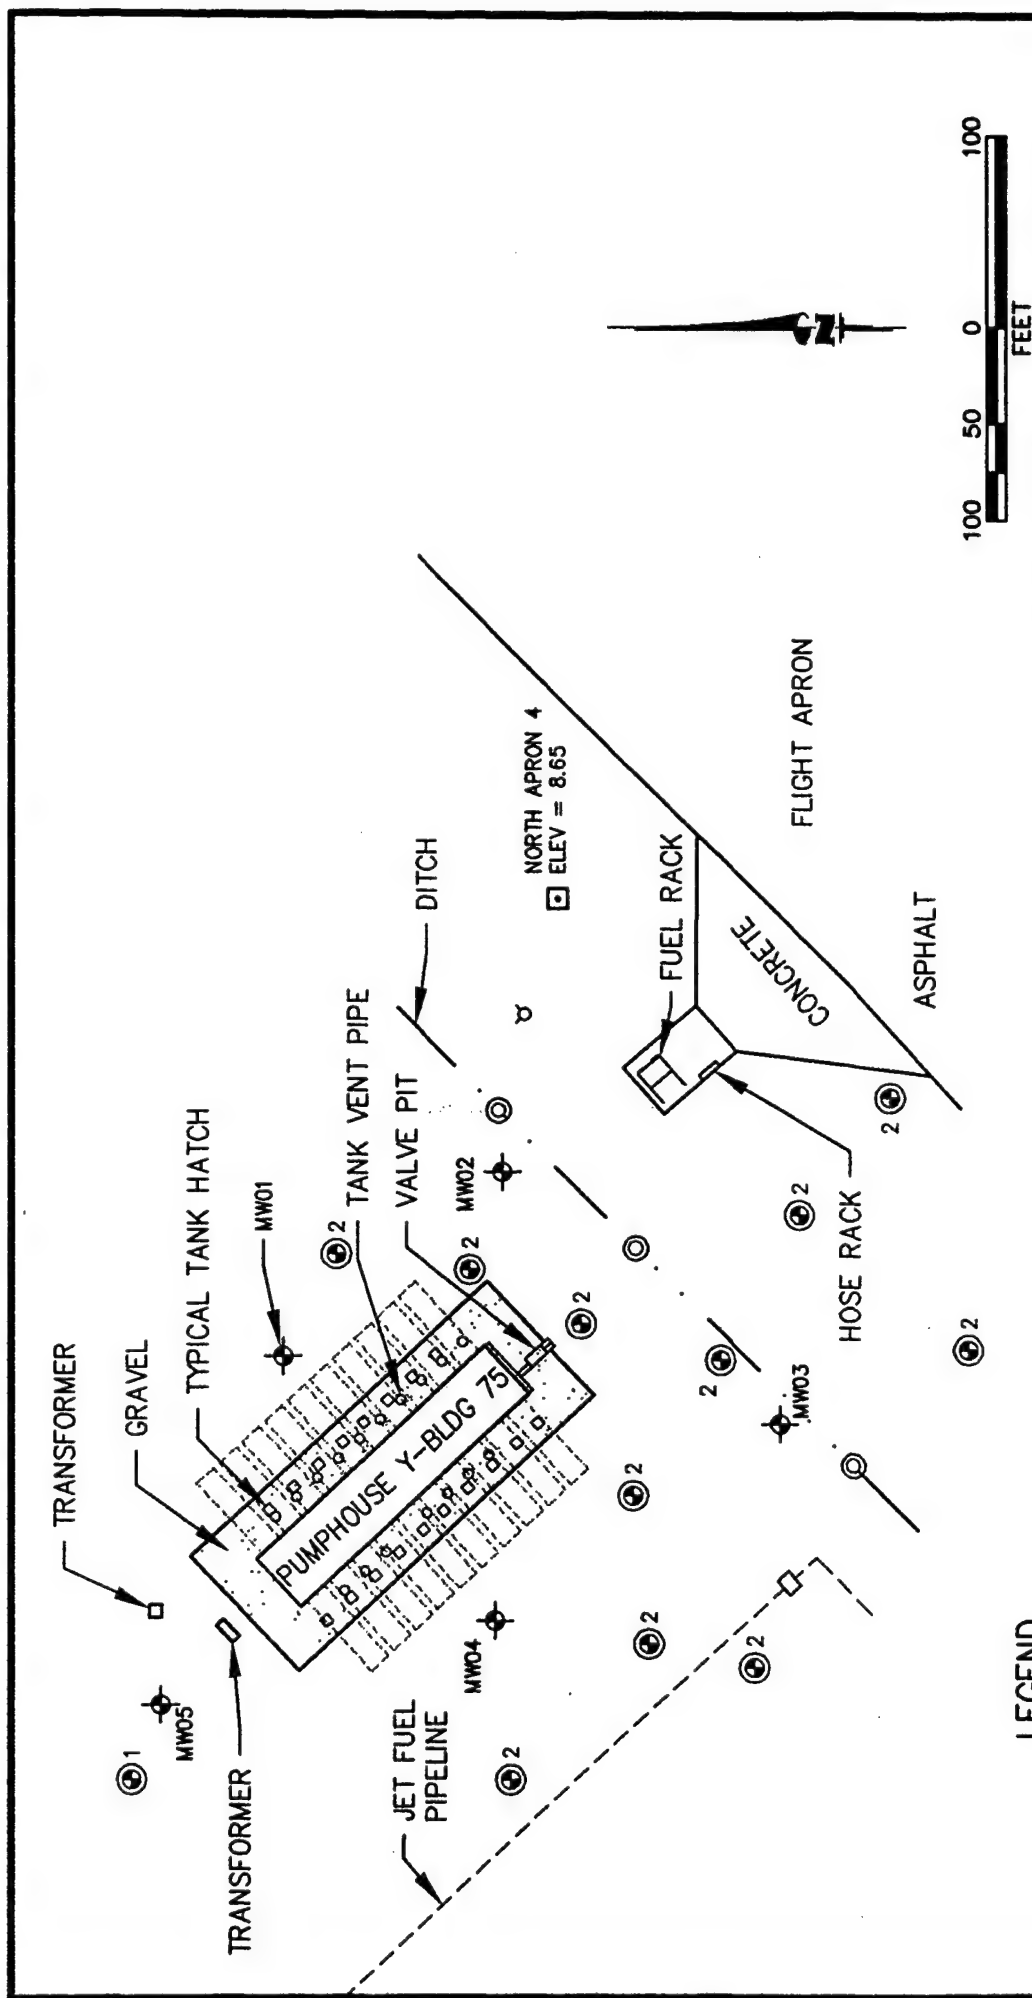 TRANSFORMER
GRAVEL
TYPICAL TANK HATCH
MW01
2
TANK VENT PIPE
VALVE PIT
MW02
2
DITCH
NORTH APRON 4
ELEV = 8.65
1
MW05
TRANSFORMER
PUMPHOUSE Y-BLDG 75
2
JET FUEL
PIPELINE
2
MW04
2
2
2
2
MW03
2
2
2
HOSE RACK
FUEL RACK
CONCRETE
FLIGHT APRON
ASPHALT
N
100
50
0
100
FEET
LEGEND